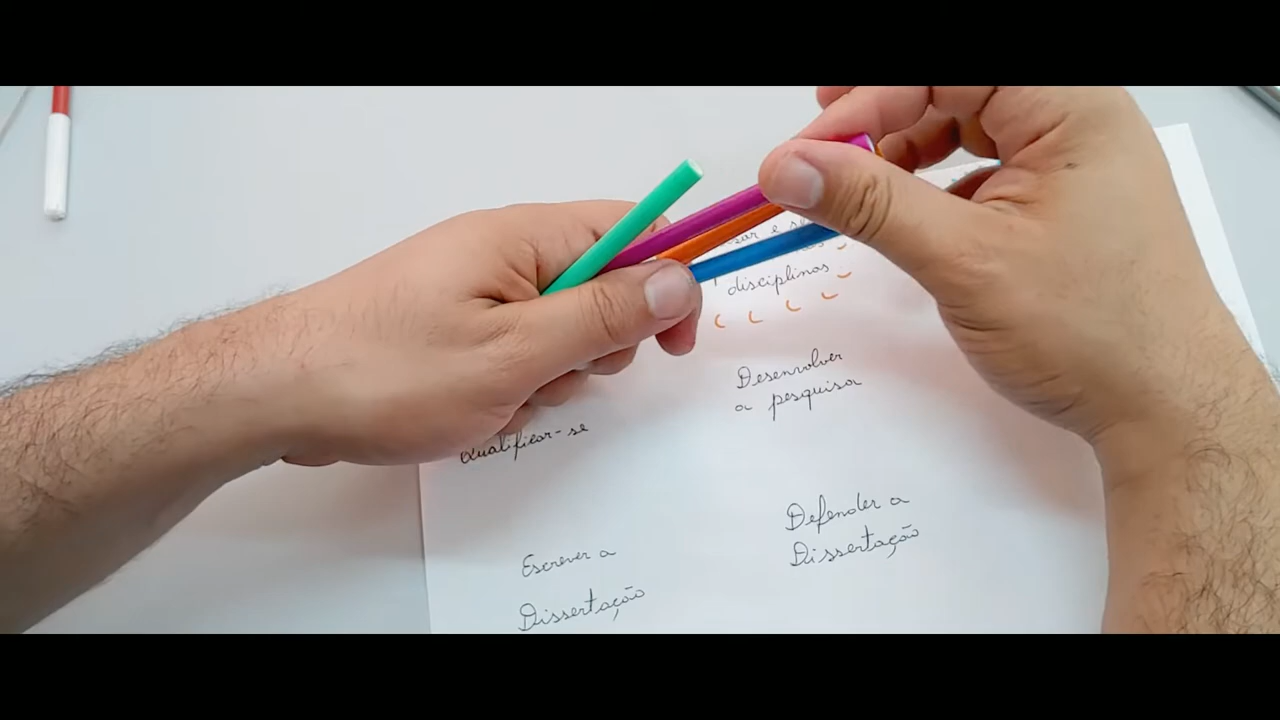 disciplinas
Desenvolver
a pesquisa
Qualificar-se
Defender a
Dissertação
Escrever a
Dissertação